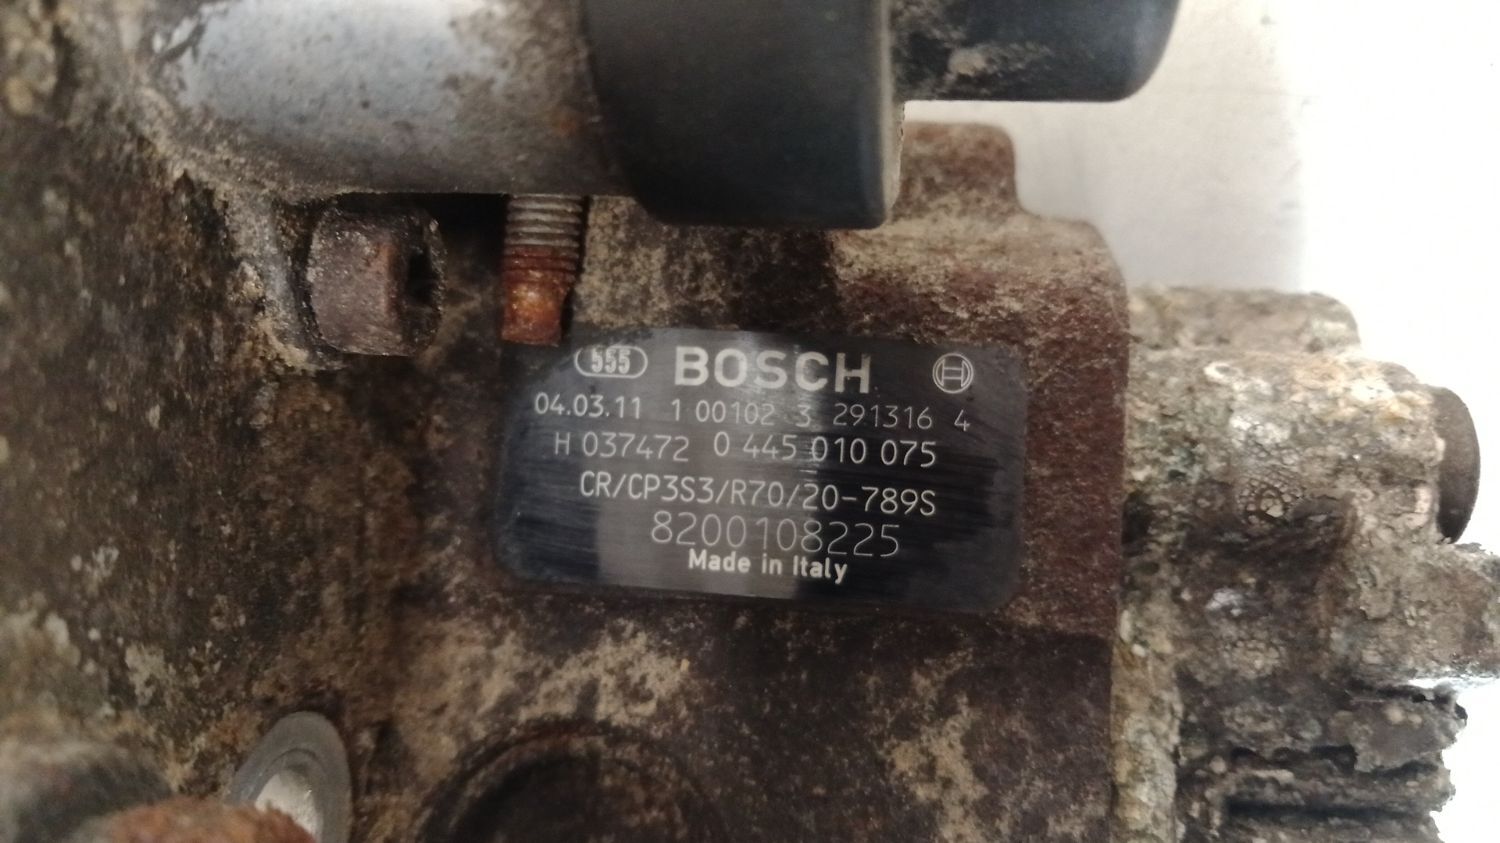 555 BOSCH
04.03.11 1 00102 3 291316 4
H 037472 0 445 010 075
CR/CP3S3/R70/20-789S
8200108225
Made in Italy